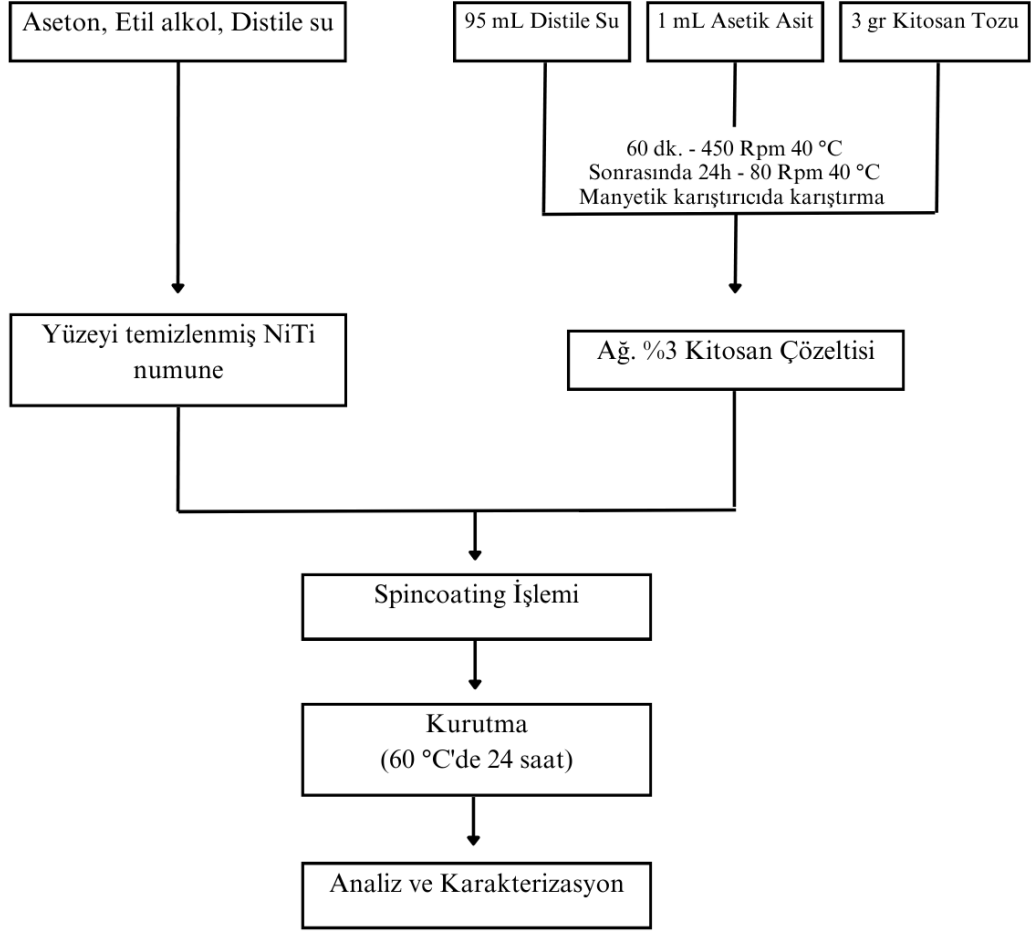 Aseton, Etil alkol, Distile su
95 mL Distile Su
1 mL Asetik Asit
3 gr Kitosan Tozu
60 dk. - 450 Rpm 40 °C
Sonrasında 24h - 80 Rpm 40 °C
Manyetik karıştırıcıda karıştırma
Yüzeyi temizlenmiş NiTi
numune
Ağ. %3 Kitosan Çözeltisi
Spincoating İşlemi
Kurutma
(60 °C'de 24 saat)
Analiz ve Karakterizasyon